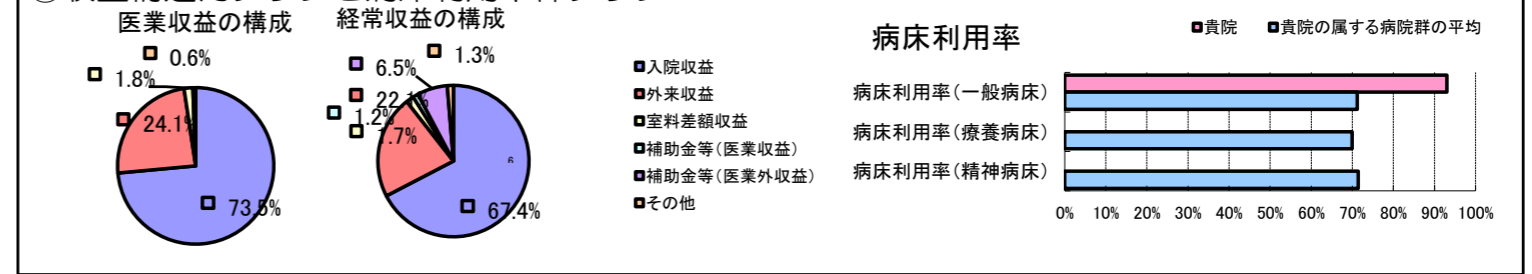 医業収益の構成
0.6%
1.8%
24.1%
73.5%
経常収益の構成
1.3%
6.5%
22.1%
1.2%
1.7%
67.4%
入院収益
外来収益
室料差額収益
補助金等(医業収益)
補助金等(医業外収益)
その他
病床利用率
貴院 貴院の属する病院群の平均
病床利用率(一般病床)
病床利用率(療養病床)
病床利用率(精神病床)
0% 10% 20% 30% 40% 50% 60% 70% 80% 90% 100%